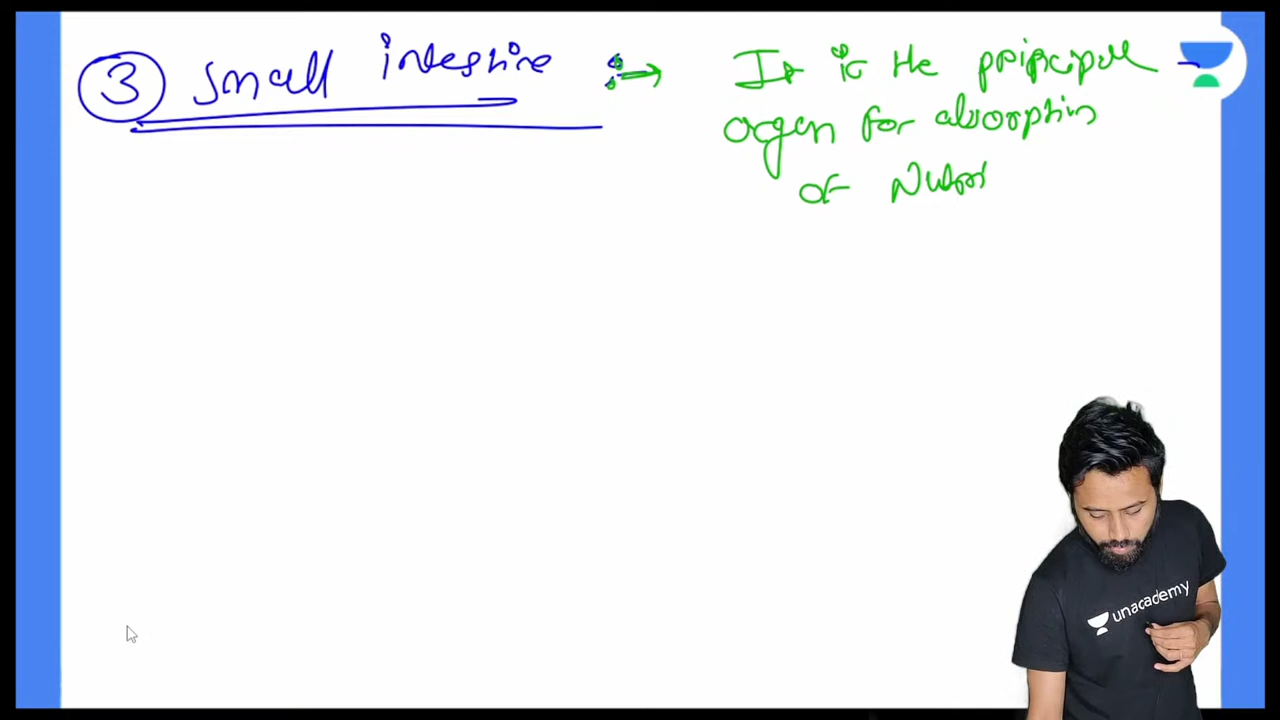 3 Small intestine :→ It is the principal
organ for absorption
of Nutri
unacademy